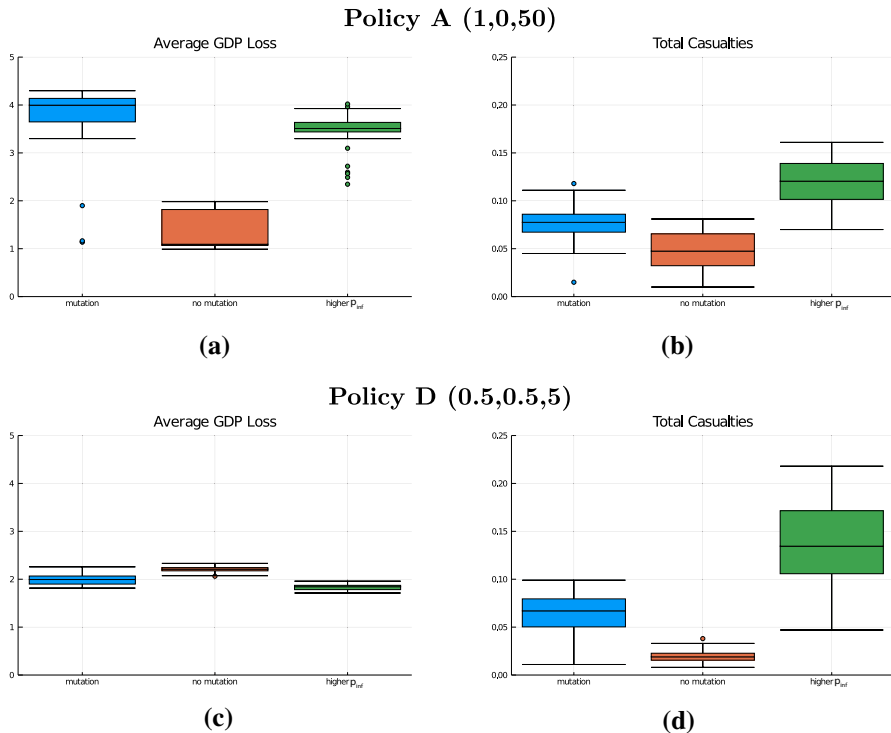 Policy A (1,0,50)
Average GDP Loss
5
4
3
2
1
0
mutation
no mutation
higher p_inf
(a)
Total Casualties
0.25
0.20
0.15
0.10
0.05
0.00
mutation
no mutation
higher p_inf
(b)
Policy D (0.5,0.5,5)
Average GDP Loss
5
4
3
2
1
0
mutation
no mutation
higher p_inf
(c)
Total Casualties
0.25
0.20
0.15
0.10
0.05
0.00
mutation
no mutation
higher p_inf
(d)